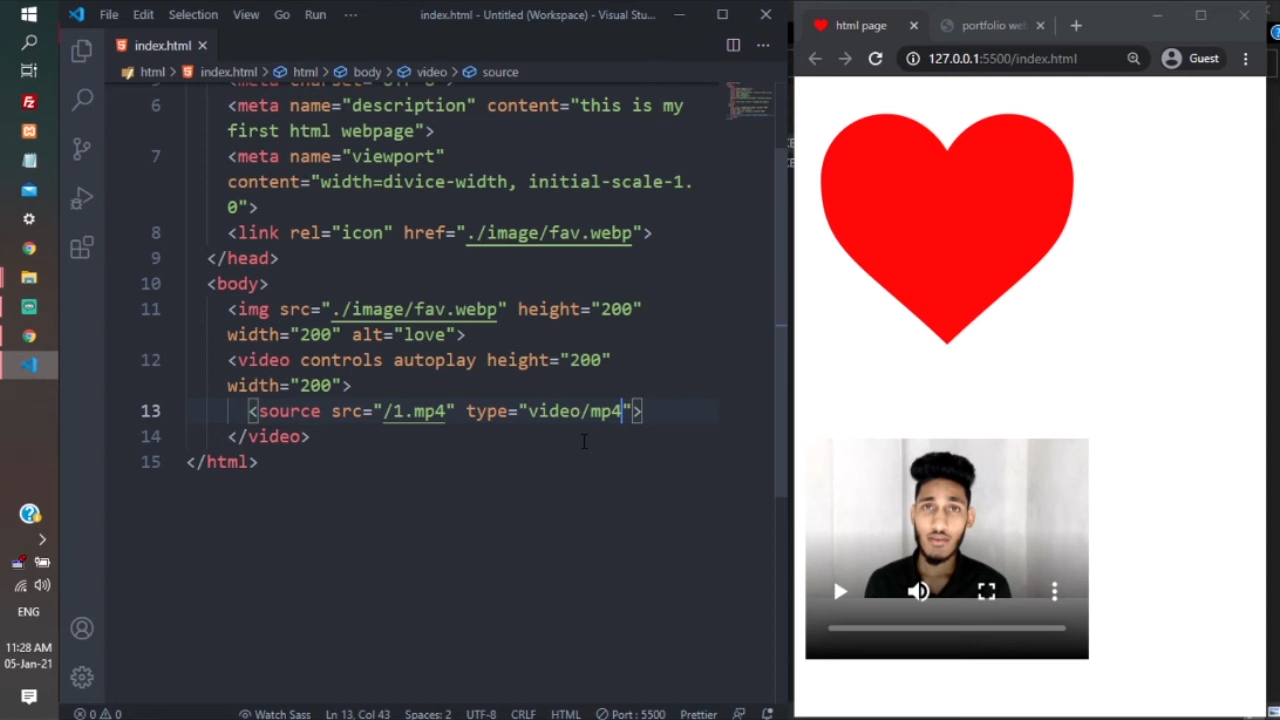 File Edit Selection View Go Run ··· index.html - Untitled (Workspace) - Visual Stu...
index.html
html > index.html > html > body > video > source
6 <meta name="description" content="this is my
first html webpage">
7 <meta name="viewport"
content="width=divice-width, initial-scale-1.
0">
8 <link rel="icon" href="./image/fav.webp">
9 </head>
10 <body>
11 <img src="./image/fav.webp" height="200"
width="200" alt="love">
12 <video controls autoplay height="200"
width="200">
13 <source src="/1.mp4" type="video/mp4">
14 </video>
15 </html>
0 0 Watch Sass Ln 13, Col 43 Spaces: 2 UTF-8 CRLF HTML Port : 5500 Prettier
html page
portfolio wel
127.0.0.1:5500/index.html
Guest
ENG
11:28 AM
05-Jan-21